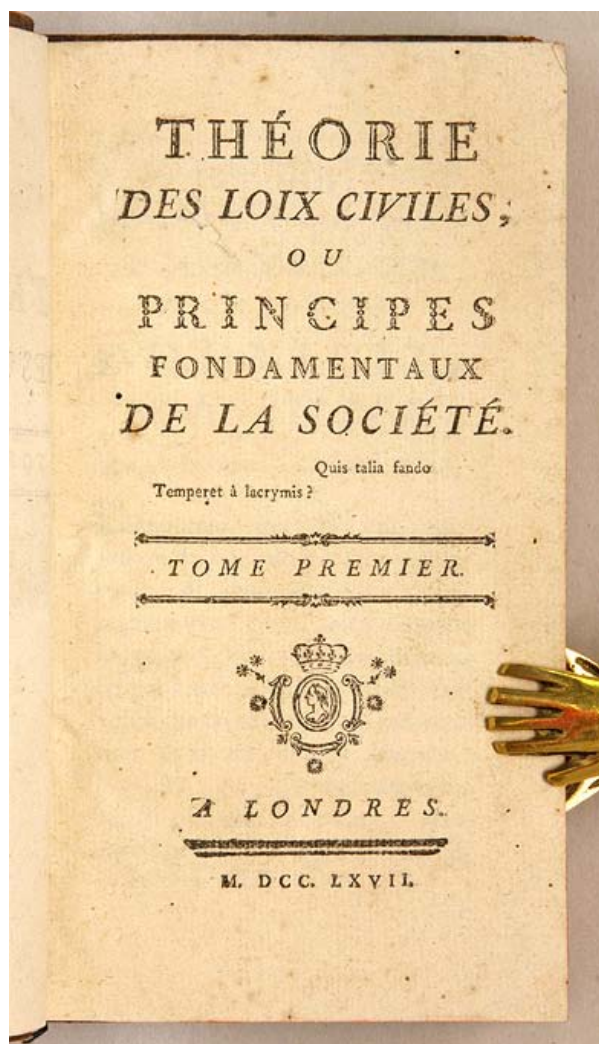 THÉORIE
DES LOIX CIVILES,
OU
PRINCIPES
FONDAMENTAUX
DE LA SOCIÉTÉ.
Quis talia fando
Temperet à lacrymis?
TOME PREMIER.
A LONDRES.
M. DCC. LXVII.